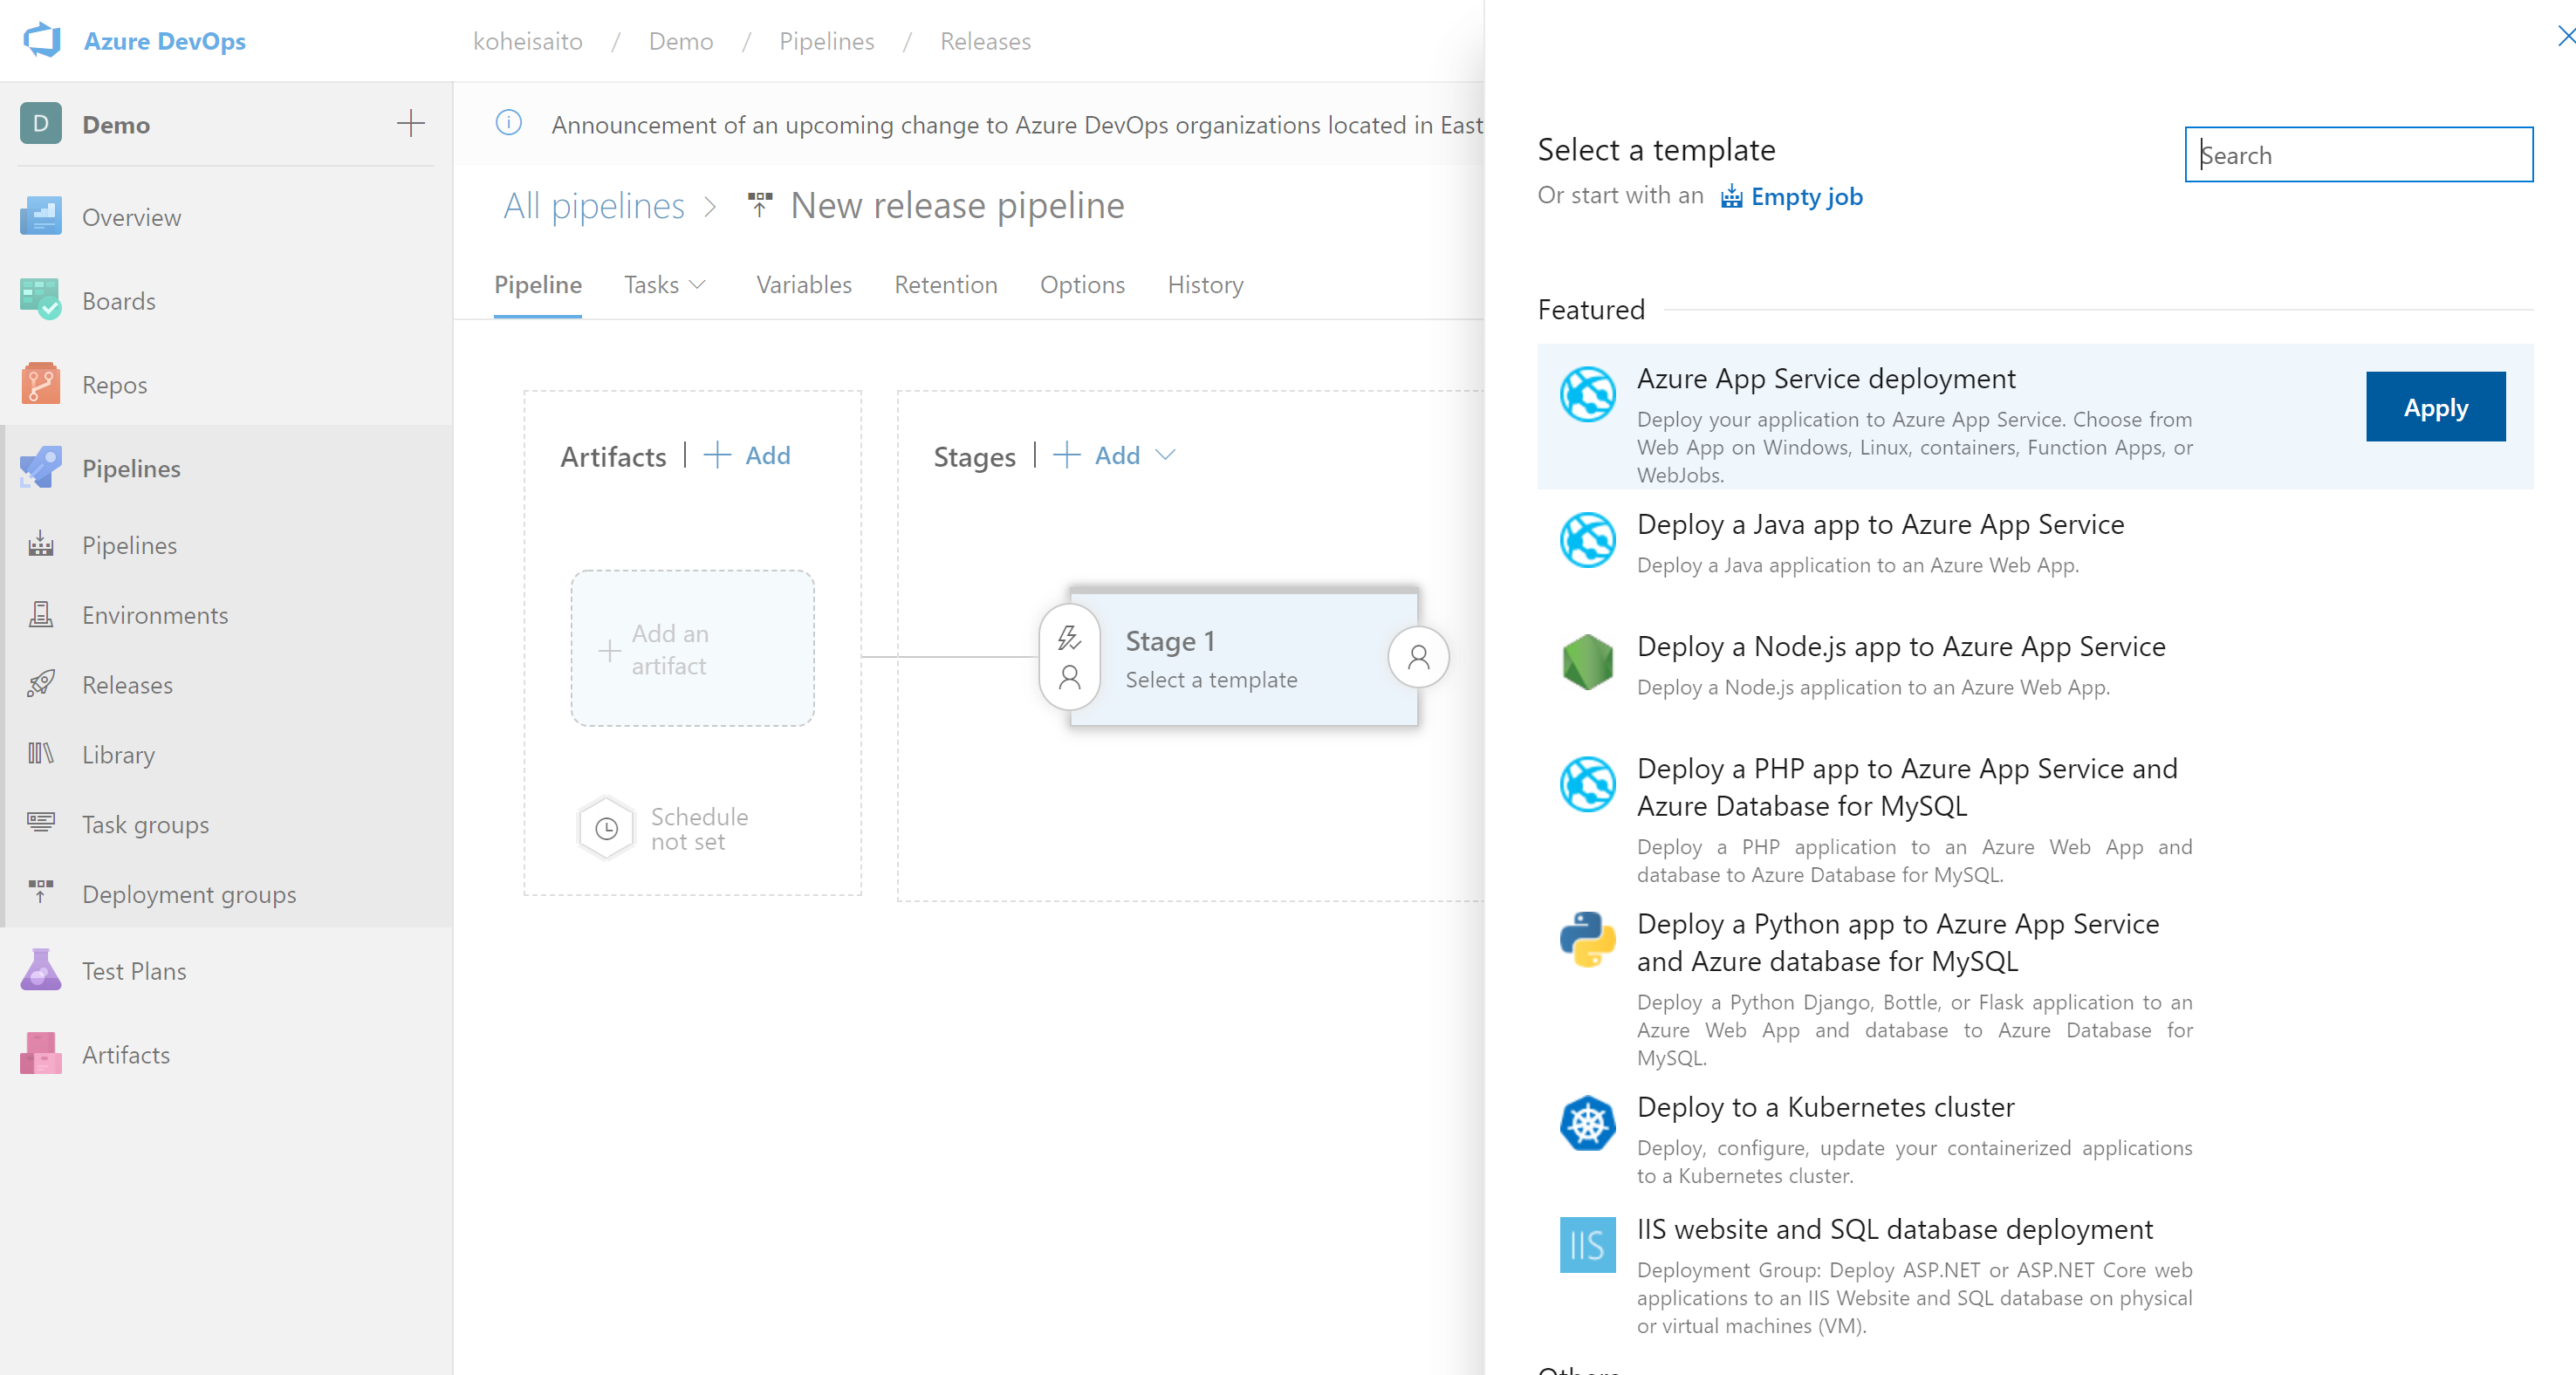 Azure DevOps
koheisaito / Demo / Pipelines / Releases
D Demo
Overview
Boards
Repos
Pipelines
Pipelines
Environments
Releases
Library
Task groups
Deployment groups
Test Plans
Artifacts
Announcement of an upcoming change to Azure DevOps organizations located in East
All pipelines > New release pipeline
Pipeline Tasks Variables Retention Options History
Artifacts | + Add
Stages | + Add
Add an
artifact
Schedule
not set
Stage 1
Select a template
Select a template
Search
Or start with an Empty job
Featured
Azure App Service deployment
Deploy your application to Azure App Service. Choose from
Web App on Windows, Linux, containers, Function Apps, or
WebJobs.
Apply
Deploy a Java app to Azure App Service
Deploy a Java application to an Azure Web App.
Deploy a Node.js app to Azure App Service
Deploy a Node.js application to an Azure Web App.
Deploy a PHP app to Azure App Service and
Azure Database for MySQL
Deploy a PHP application to an Azure Web App and
database to Azure Database for MySQL.
Deploy a Python app to Azure App Service
and Azure database for MySQL
Deploy a Python Django, Bottle, or Flask application to an
Azure Web App and database to Azure Database for
MySQL.
Deploy to a Kubernetes cluster
Deploy, configure, update your containerized applications
to a Kubernetes cluster.
IIS
IIS website and SQL database deployment
Deployment Group: Deploy ASP.NET or ASP.NET Core web
applications to an IIS Website and SQL database on physical
or virtual machines (VM).